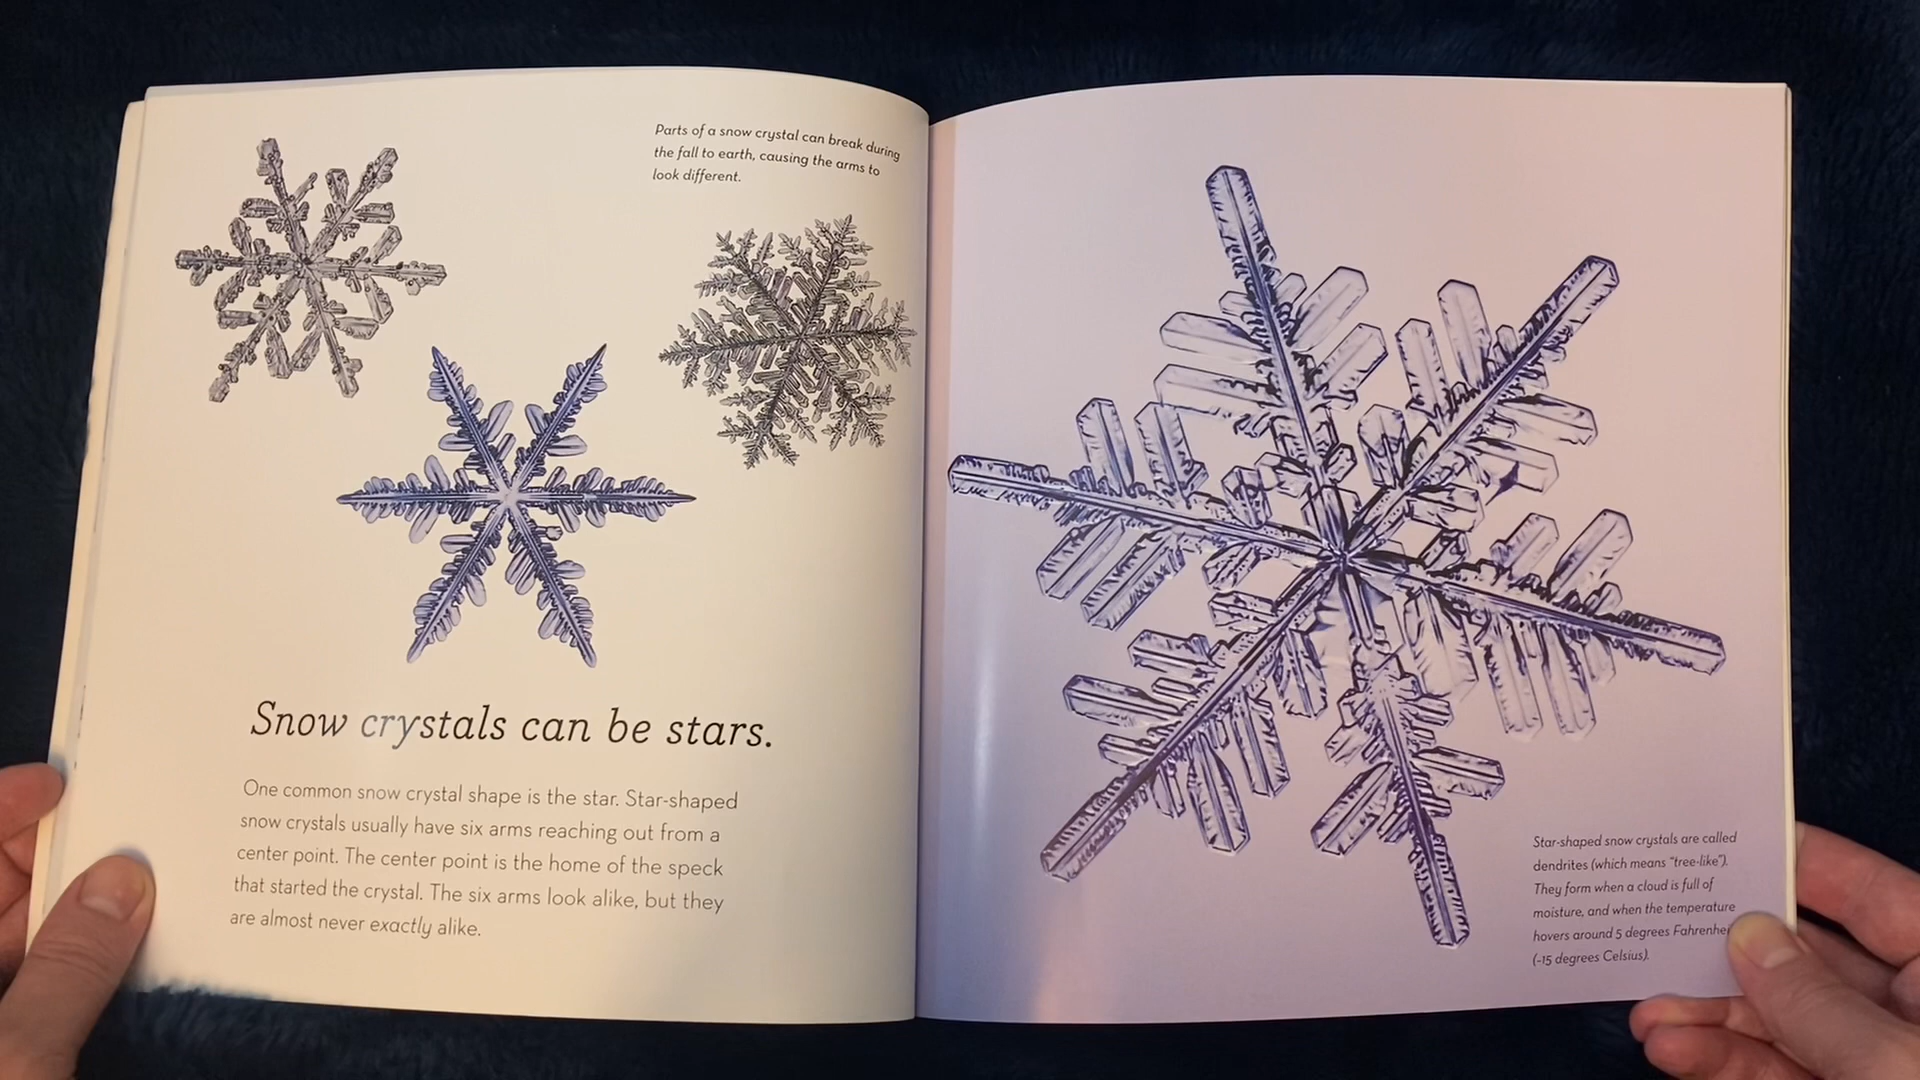 Parts of a snow crystal can break during
the fall to earth, causing the arms to
look different.
Snow crystals can be stars.
One common snow crystal shape is the star. Star-shaped
snow crystals usually have six arms reaching out from a
center point. The center point is the home of the speck
that started the crystal. The six arms look alike, but they
are almost never exactly alike.
Star-shaped snow crystals are called
dendrites (which means “tree-like”).
They form when a cloud is full of
moisture, and when the temperature
hovers around 5 degrees
(-15 degrees Celsius).